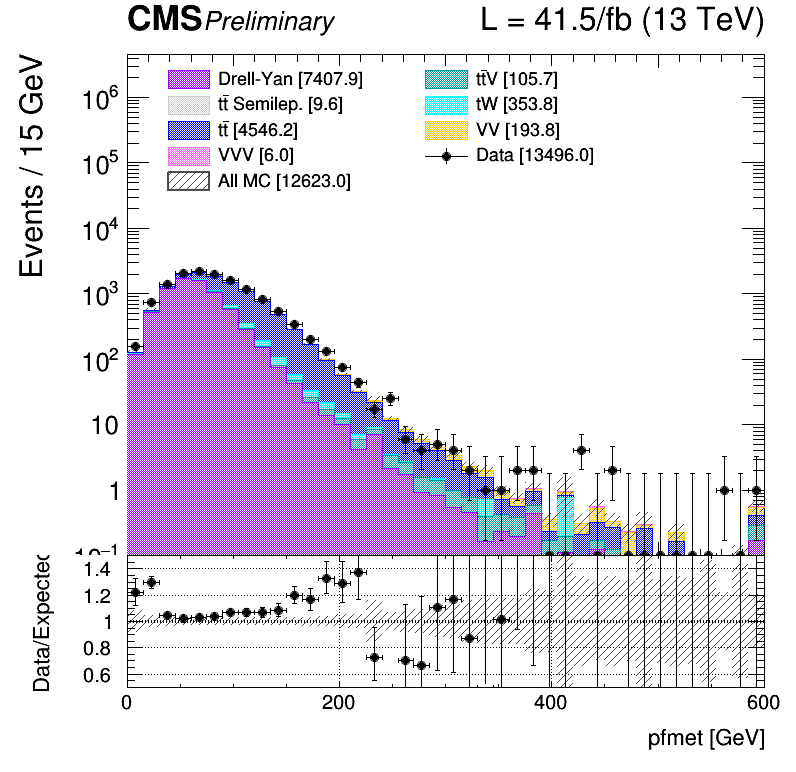 CMS Preliminary L = 41.5/fb (13 TeV)
Events / 15 GeV
Drell-Yan [7407.9]
tt̄ Semilep. [9.6]
tt̄ [4546.2]
VVV [6.0]
All MC [12623.0]
tt̄V [105.7]
tW [353.8]
VV [193.8]
Data [13496.0]
10⁶
10⁵
10⁴
10³
10²
10
1
10⁻¹
Data/Expected
1.4
1.2
1
0.8
0.6
0 200 400 600
pfmet [GeV]